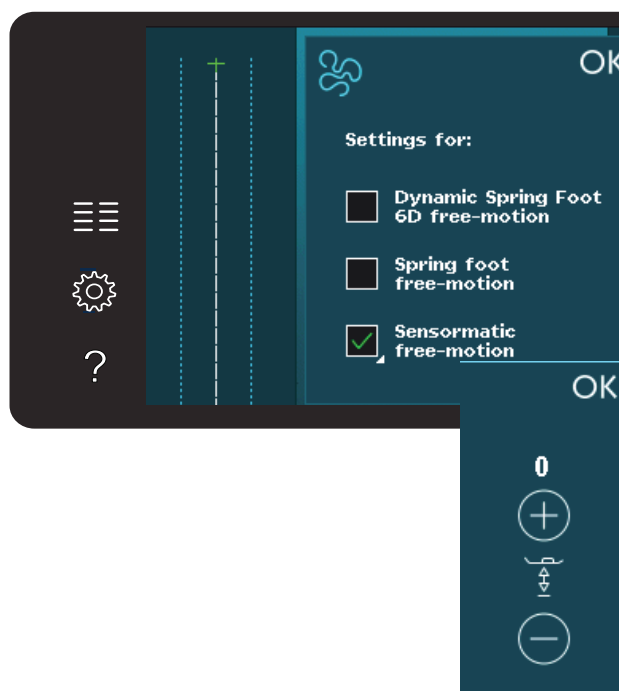 OK
Settings for:
Dynamic Spring Foot
6D free-motion
Spring foot
free-motion
Sensormatic
free-motion
?
OK
0